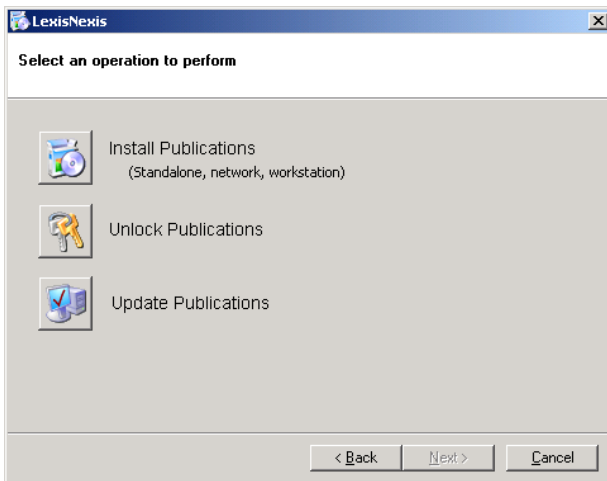 LexisNexis
Select an operation to perform
Install Publications
(Standalone, network, workstation)
Unlock Publications
Update Publications
< Back
Next >
Cancel